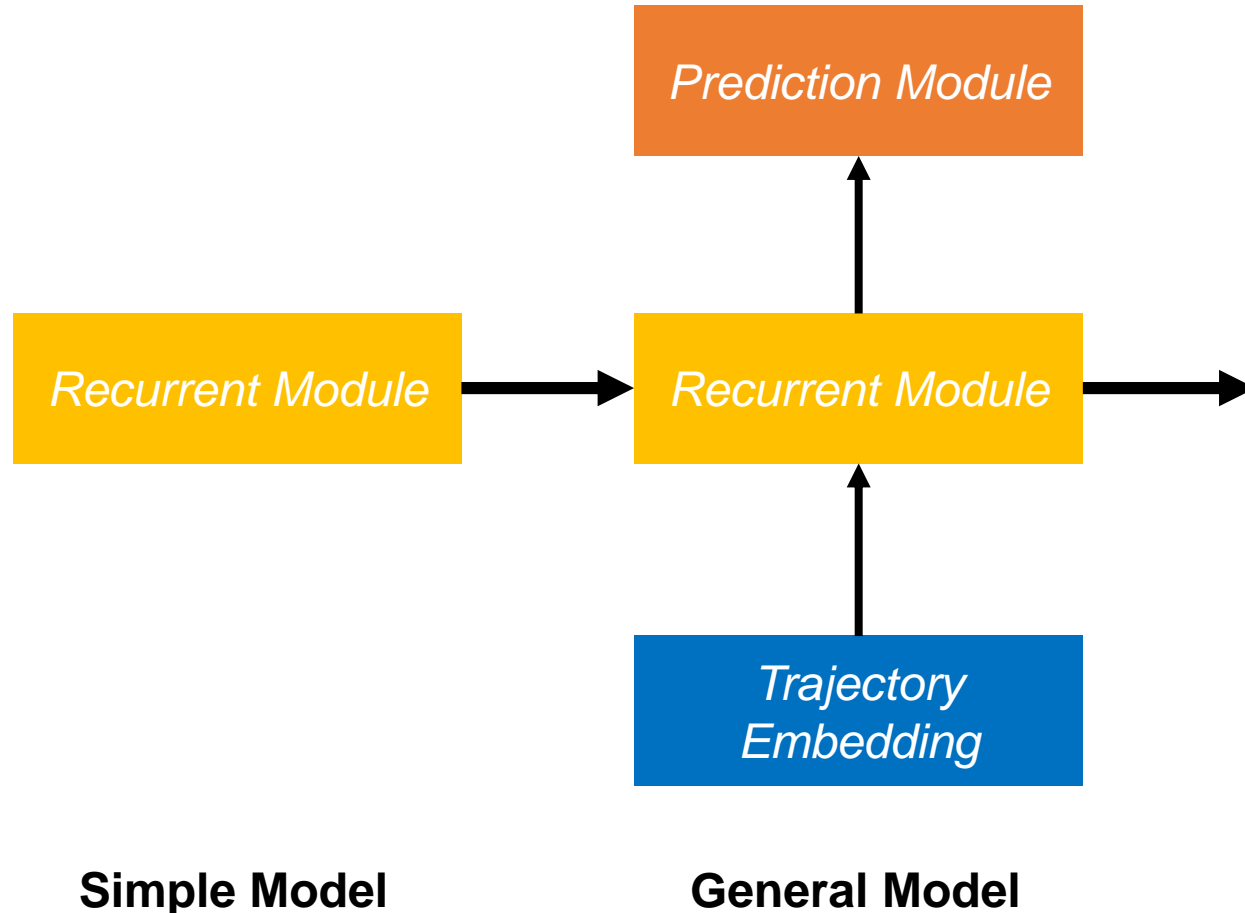 Prediction Module
Recurrent Module
Recurrent Module
Trajectory
Embedding
Simple Model
General Model